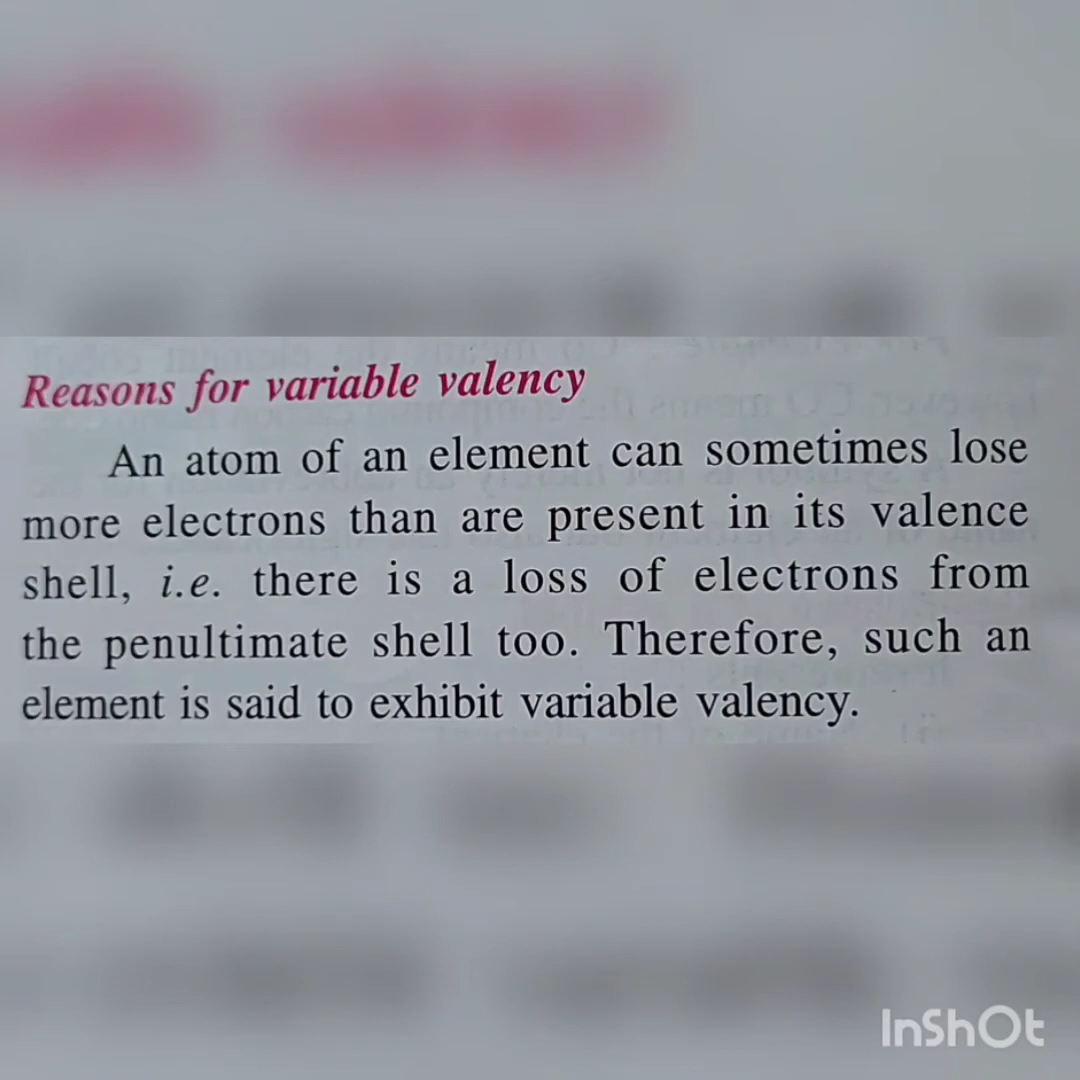 Reasons for variable valency
An atom of an element can sometimes lose
more electrons than are present in its valence
shell, i.e. there is a loss of electrons from
the penultimate shell too. Therefore, such an
element is said to exhibit variable valency.
InShOt